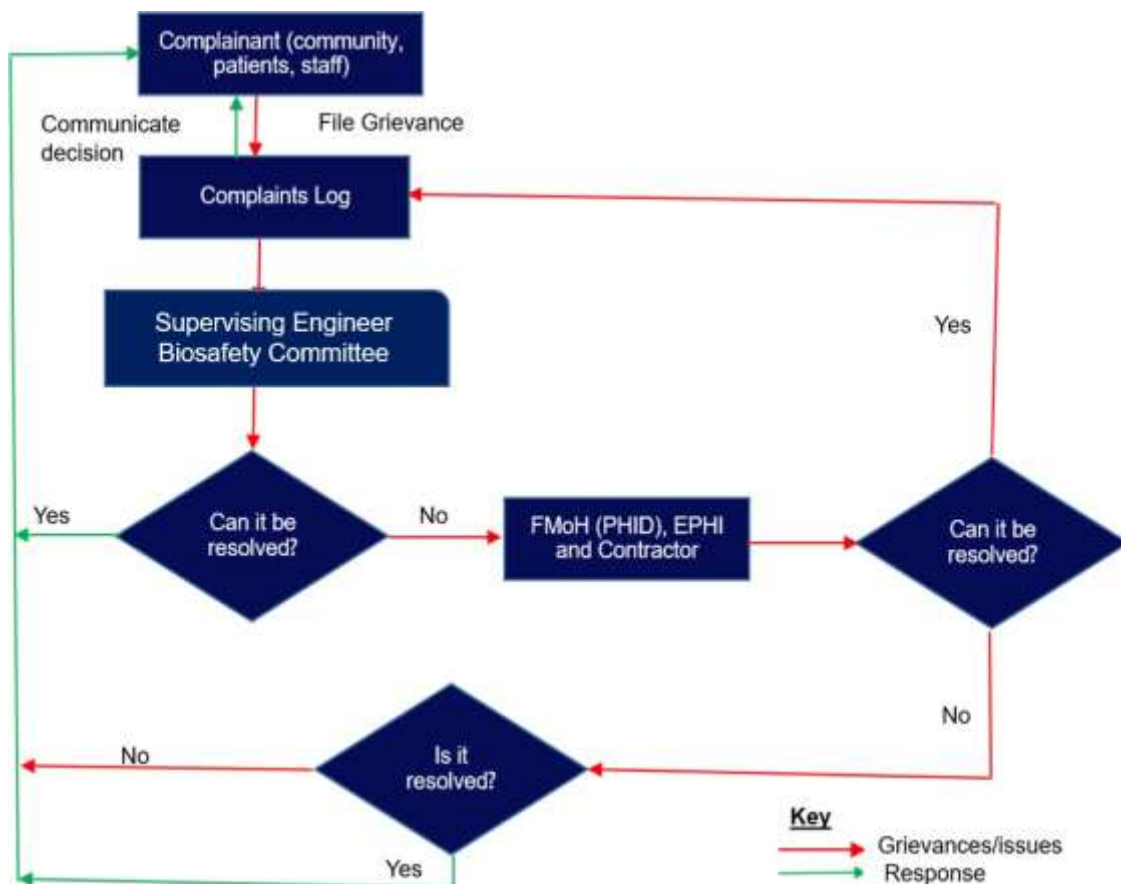 Complainant (community,
patients, staff)
Communicate
decision
File Grievance
Complaints Log
Supervising Engineer
Biosafety Committee
Yes
Yes
Can it be
resolved?
No
FMoH (PHID), EPHI
and Contractor
Can it be
resolved?
No
No
Is it
resolved?
Yes
Key
Grievances/issues
Response